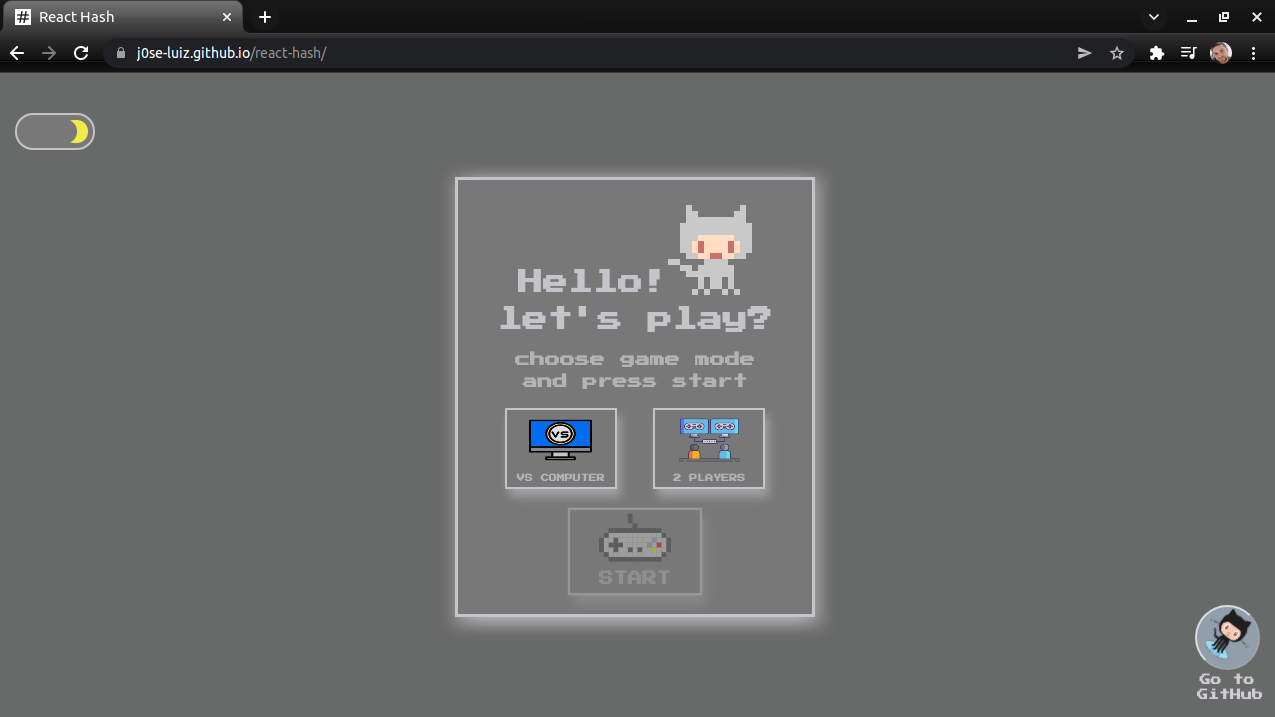 React Hash
j0se-luiz.github.io/react-hash/
Hello!
let's play?
choose game mode
and press start
VS
VS COMPUTER
2 PLAYERS
START
Go to
GitHub